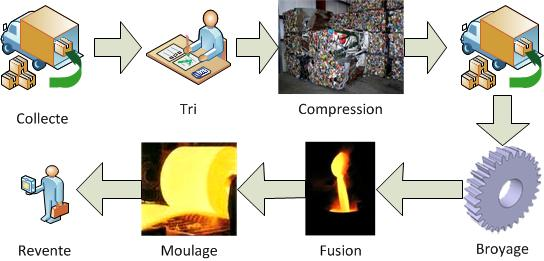 Collecte
Tri
Compression
Broyage
Fusion
Moulage
Revente